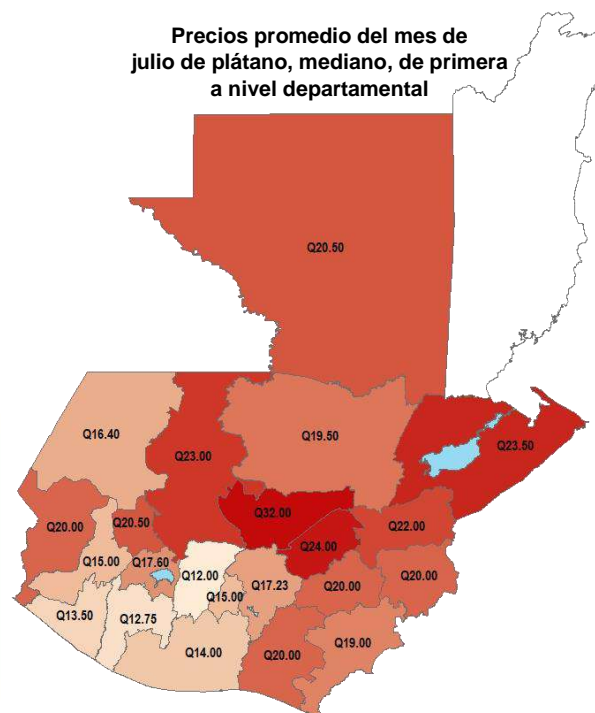 Precios promedio del mes de
julio de plátano, mediano, de primera
a nivel departamental
Q20.50
Q16.40
Q23.00
Q19.50
Q23.50
Q20.00
Q20.50
Q32.00
Q22.00
Q24.00
Q15.00
Q17.60
Q12.00
Q17.23
Q20.00
Q20.00
Q15.00
Q13.50
Q12.75
Q14.00
Q20.00
Q19.00